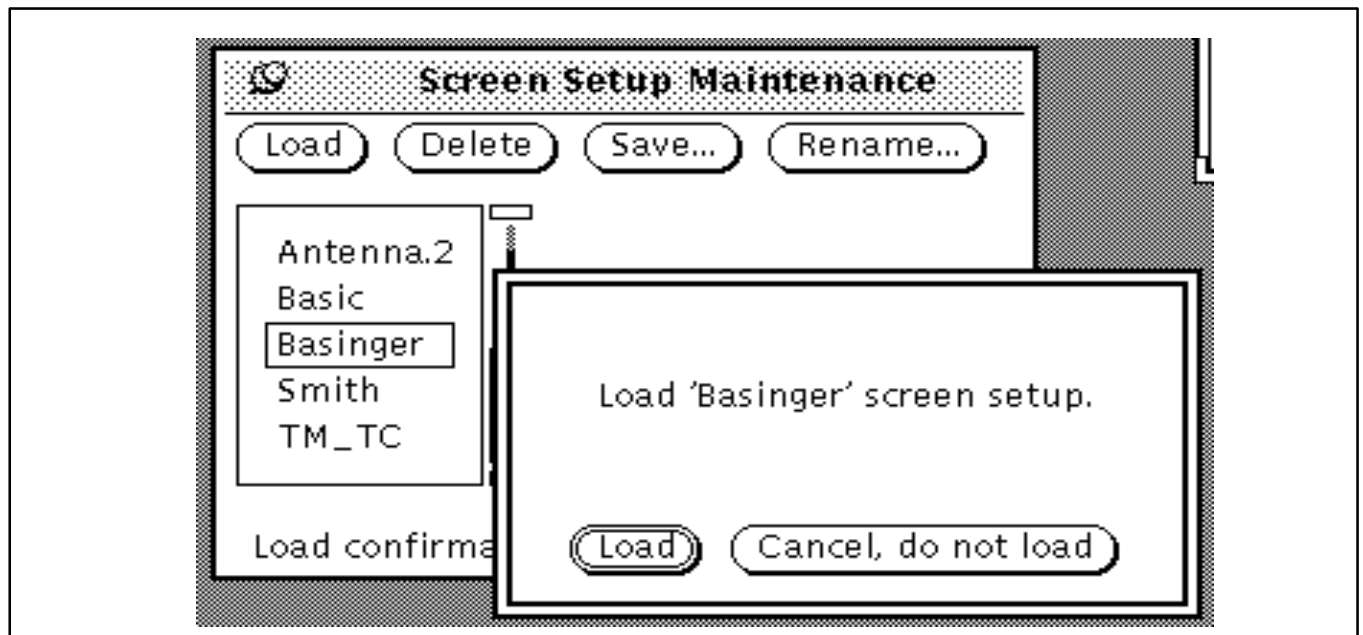 Screen Setup Maintenance
Load Delete Save... Rename...
Antenna.2
Basic
Basinger
Smith
TM_TC
Load 'Basinger' screen setup.
Load confirma
Load Cancel, do not load